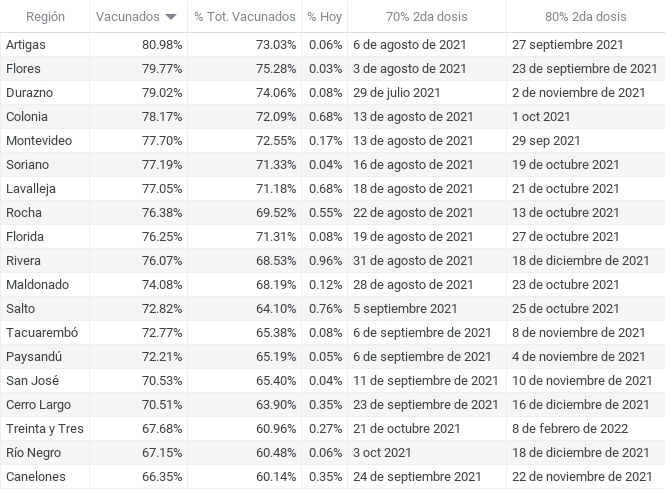 Región Vacunados % Tot. Vacunados % Hoy 70% 2da dosis 80% 2da dosis
Artigas 80.98% 73.03% 0.06% 6 de agosto de 2021 27 septiembre 2021
Flores 79.77% 75.28% 0.03% 3 de agosto de 2021 23 de septiembre de 2021
Durazno 79.02% 74.06% 0.08% 29 de julio 2021 2 de noviembre de 2021
Colonia 78.17% 72.09% 0.68% 13 de agosto de 2021 1 oct 2021
Montevideo 77.70% 72.55% 0.17% 13 de agosto de 2021 29 sep 2021
Soriano 77.19% 71.33% 0.04% 16 de agosto de 2021 19 de octubre 2021
Lavalleja 77.05% 71.18% 0.68% 18 de agosto de 2021 21 de octubre 2021
Rocha 76.38% 69.52% 0.55% 22 de agosto de 2021 13 de octubre 2021
Florida 76.25% 71.31% 0.08% 19 de agosto de 2021 27 de octubre 2021
Rivera 76.07% 68.53% 0.96% 31 de agosto de 2021 18 de diciembre de 2021
Maldonado 74.08% 68.19% 0.12% 28 de agosto de 2021 23 de octubre 2021
Salto 72.82% 64.10% 0.76% 5 septiembre 2021 25 de octubre 2021
Tacuarembó 72.77% 65.38% 0.08% 6 de septiembre de 2021 8 de noviembre de 2021
Paysandú 72.21% 65.19% 0.05% 6 de septiembre de 2021 4 de noviembre de 2021
San José 70.53% 65.40% 0.04% 11 de septiembre de 2021 10 de noviembre de 2021
Cerro Largo 70.51% 63.90% 0.35% 23 de septiembre de 2021 16 de diciembre de 2021
Treinta y Tres 67.68% 60.96% 0.27% 21 de octubre 2021 8 de febrero de 2022
Río Negro 67.15% 60.48% 0.06% 3 oct 2021 18 de diciembre de 2021
Canelones 66.35% 60.14% 0.35% 24 de septiembre 2021 22 de noviembre de 2021